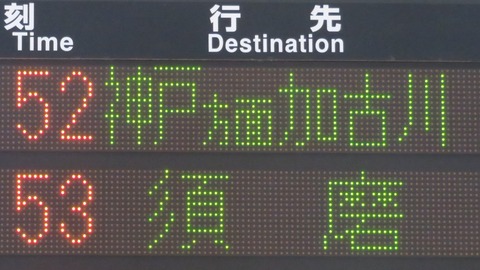 刻 行先
Time Destination
52 神戸方面加古川
53 須磨